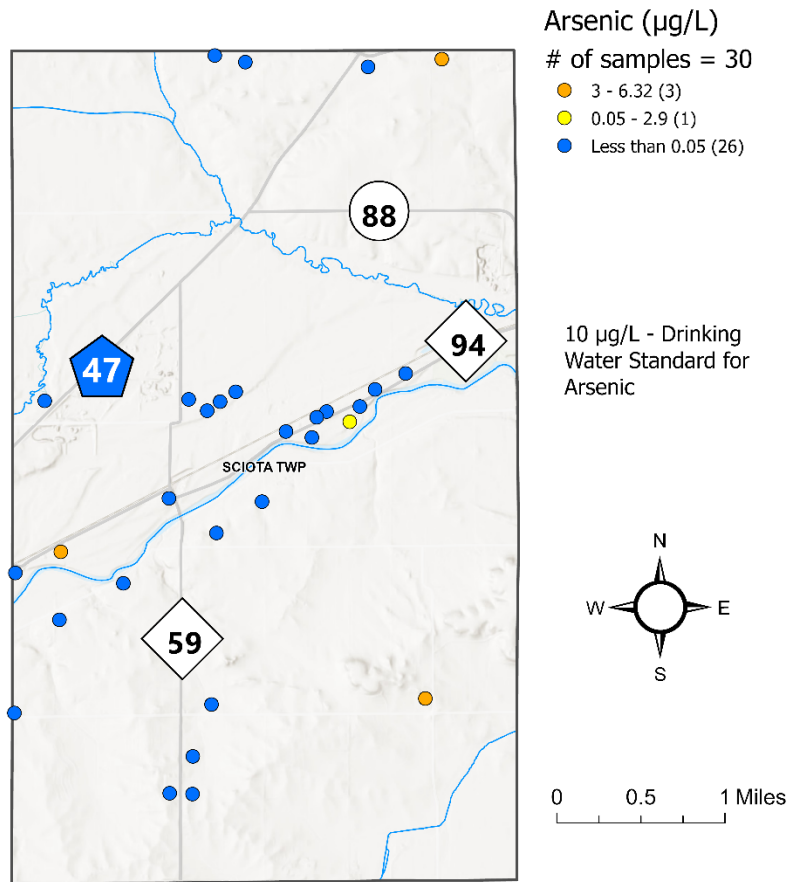 Arsenic (µg/L)
# of samples = 30
3 - 6.32 (3)
0.05 - 2.9 (1)
Less than 0.05 (26)
88
94
47
10 µg/L - Drinking
Water Standard for
Arsenic
SCIOTA TWP
59
N
W
E
S
0 0.5 1 Miles